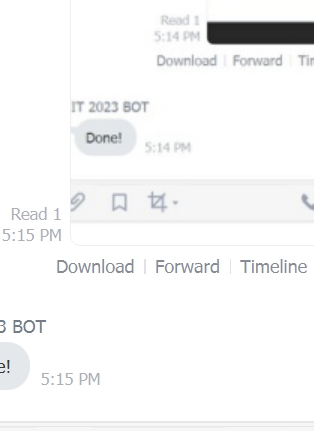 Read 1
5:14 PM
Download | Forward |
IT 2023 BOT
Done!
5:14 PM
Read 1
5:15 PM
Download | Forward | Timeline
3 BOT
e!
5:15 PM